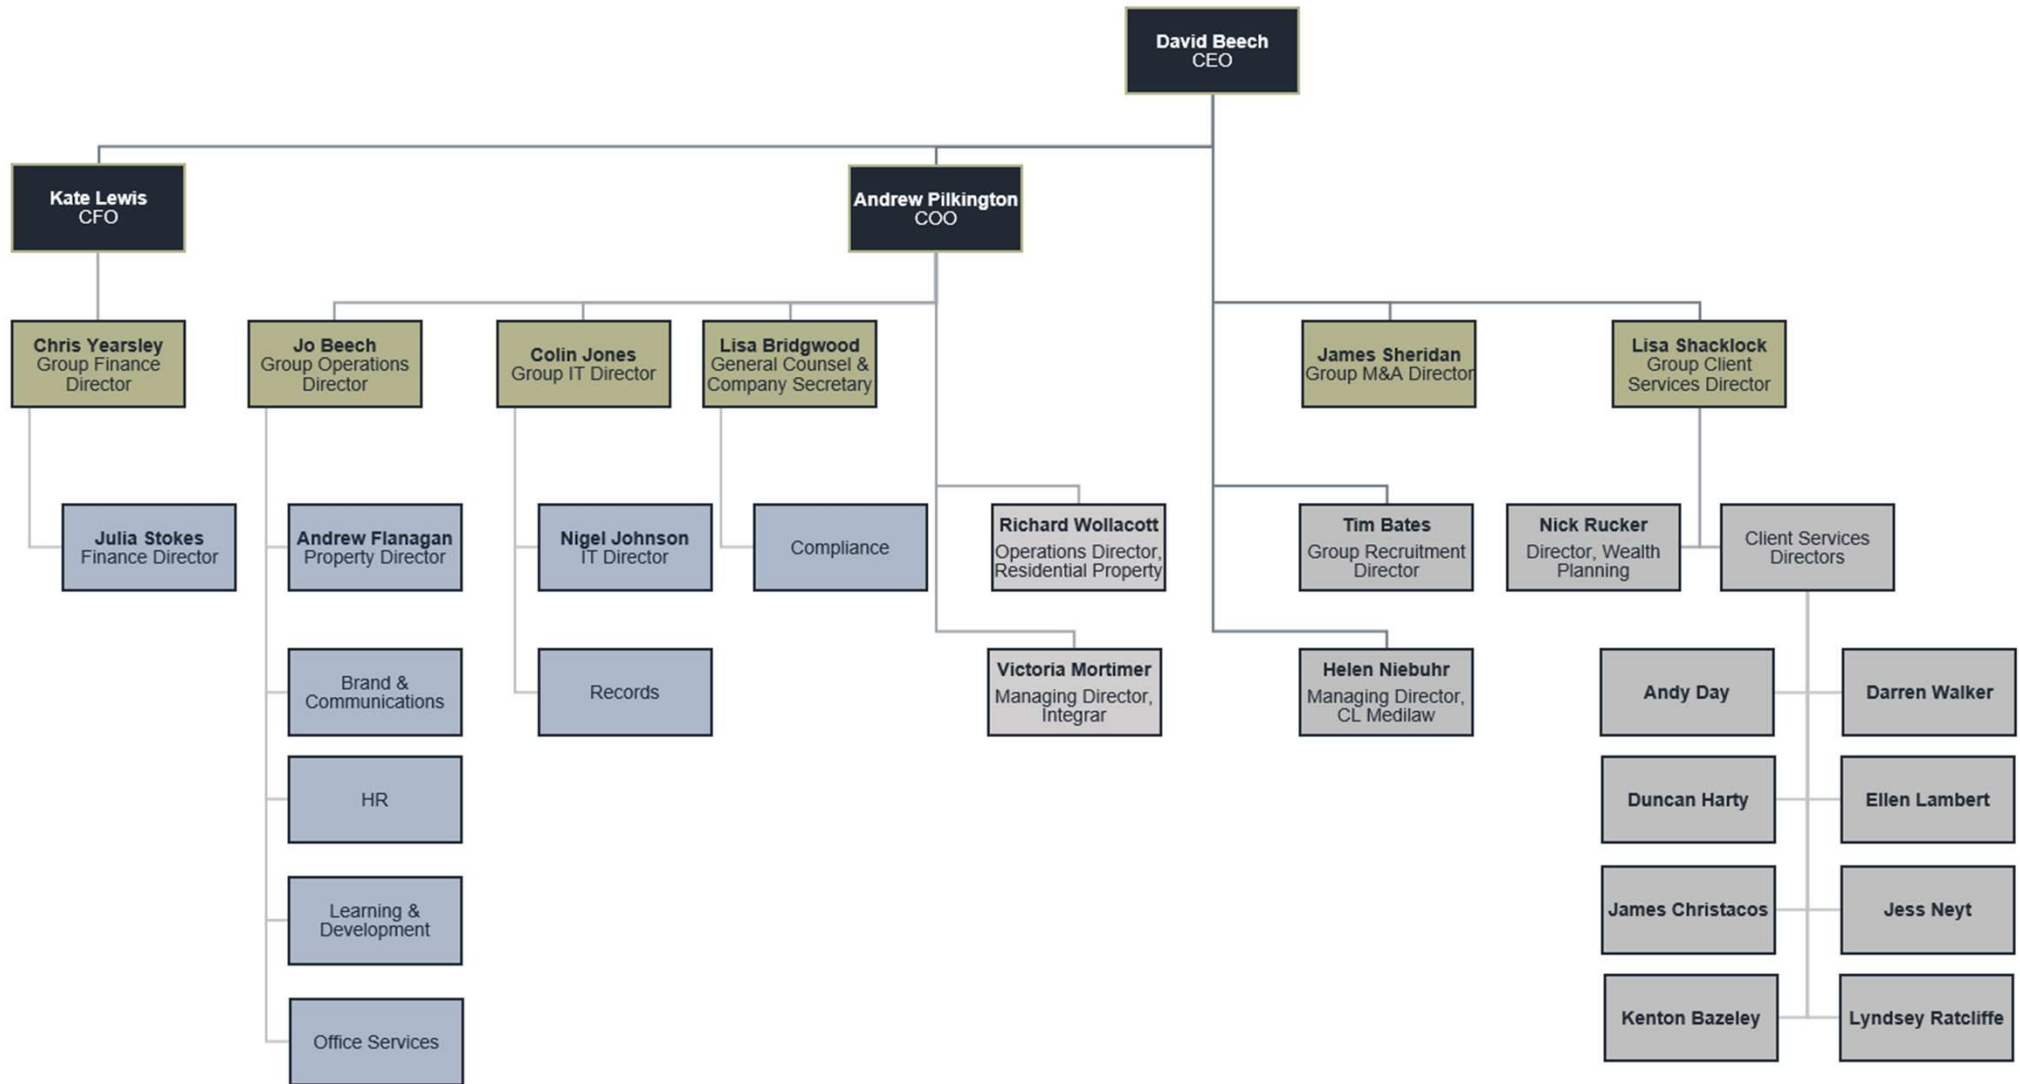 David Beech
CEO
Kate Lewis
CFO
Andrew Pilkington
COO
Chris Yearsley
Group Finance
Director
Jo Beech
Group Operations
Director
Colin Jones
Group IT Director
Lisa Bridgwood
General Counsel &
Company Secretary
James Sheridan
Group M&A Director
Lisa Shacklock
Group Client
Services Director
Julia Stokes
Finance Director
Andrew Flanagan
Property Director
Nigel Johnson
IT Director
Compliance
Richard Wollacott
Operations Director,
Residential Property
Tim Bates
Group Recruitment
Director
Nick Rucker
Director, Wealth
Planning
Client Services
Directors
Brand &
Communications
Records
Victoria Mortimer
Managing Director,
Integrar
Helen Niebuhr
Managing Director,
CL Medilaw
Andy Day
Darren Walker
HR
Duncan Harty
Ellen Lambert
Learning &
Development
James Christacos
Jess Neyt
Office Services
Kenton Bazeley
Lyndsey Ratcliffe